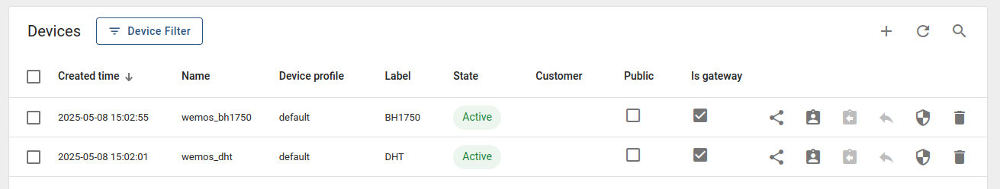 Devices Device Filter
Created time Name Device profile Label State Customer Public Is gateway
2025-05-08 15:02:55 wemos_bh1750 default BH1750 Active
2025-05-08 15:02:01 wemos_dht default DHT Active